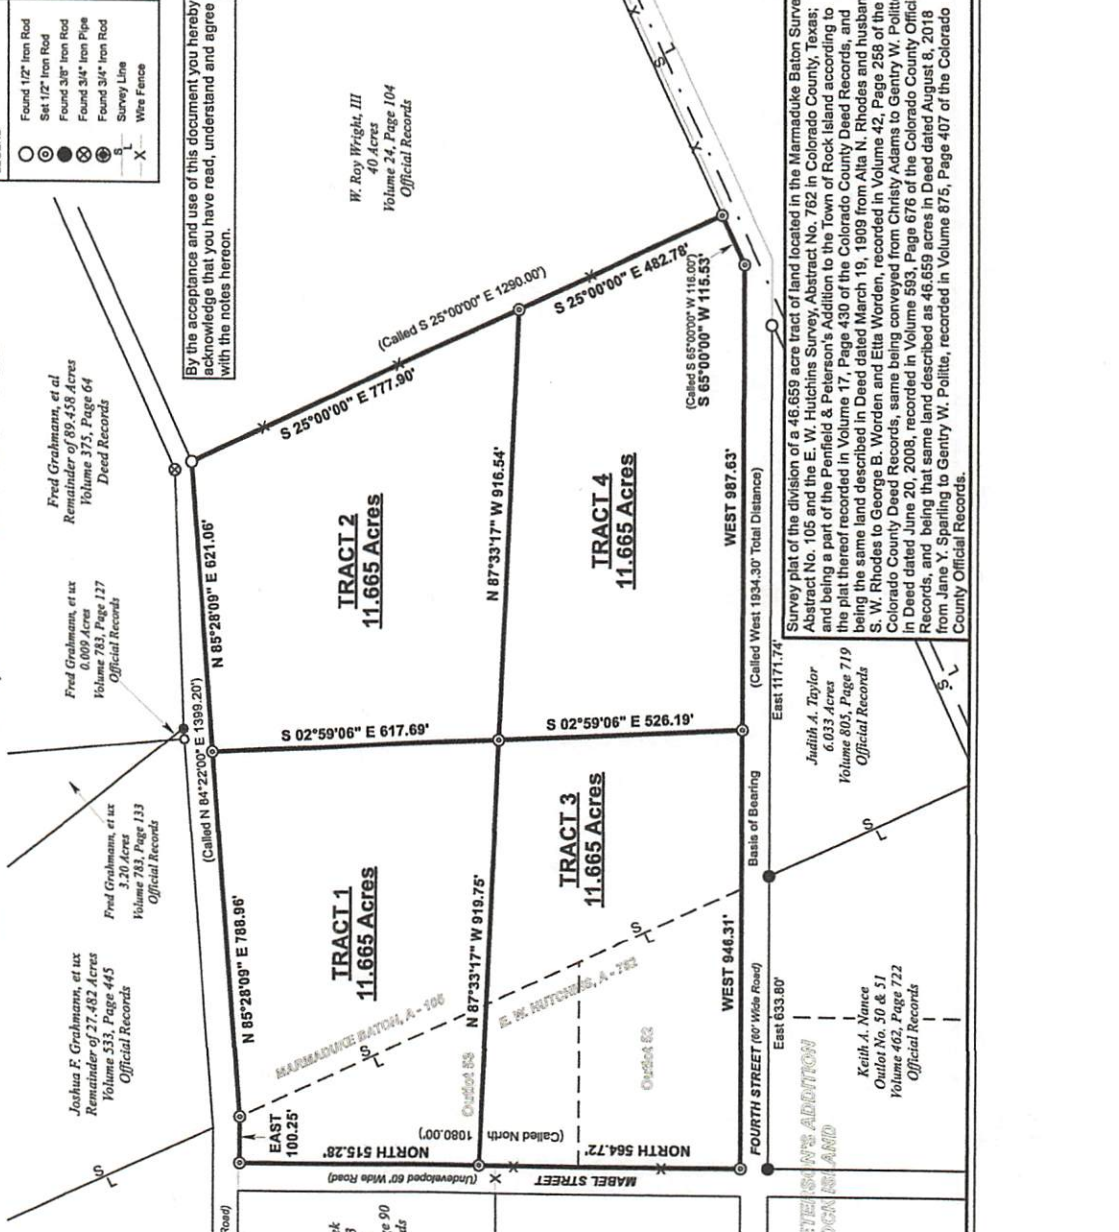 Found 1/2" Iron Rod
Set 1/2" Iron Rod
Found 3/8" Iron Rod
Found 3/4" Iron Pipe
Found 3/4" Iron Rod
S L Survey Line
X Wire Fence
By the acceptance and use of this document you hereby
acknowledge that you have read, understand and agree
with the notes hereon.
W. Roy Wright, III
40 Acres
Volume 24, Page 104
Official Records
Fred Grahmann, et al
Remainder of 89.458 Acres
Volume 375, Page 64
Deed Records
Fred Grahmann, et ux
0.009 Acres
Volume 783, Page 127
Official Records
Fred Grahmann, et ux
3.20 Acres
Volume 783, Page 133
Official Records
Joshua F. Grahmann, et ux
Remainder of 27.482 Acres
Volume 533, Page 445
Official Records
(Called N 84°22'00" E 1399.20')
N 85°28'09" E 788.96'
N 85°28'09" E 621.06'
(Called S 25°00'00" E 1290.00')
S 25°00'00" E 777.90'
S 25°00'00" E 482.78'
(Called S 65°00'00" W 116.00')
S 65°00'00" W 115.53'
EAST
100.25'
TRACT 1
11.665 Acres
TRACT 2
11.665 Acres
TRACT 3
11.665 Acres
TRACT 4
11.665 Acres
S 02°59'06" E 617.69'
S 02°59'06" E 526.19'
N 87°33'17" W 919.75'
N 87°33'17" W 916.54'
MARMADUKE BATON, A - 105
S L
E. W. HUTCHINS, A - 762
S L
Outlot 53
Outlot 52
NORTH 515.28'
NORTH 564.72'
(Called North
1080.00')
(Undeveloped 60' Wide Road)
MABEL STREET
WEST 946.31'
WEST 987.63'
(Called West 1934.30' Total Distance)
Basis of Bearing
FOURTH STREET (60' Wide Road)
East 633.80'
East 1171.74'
Keith A. Nance
Outlot No. 50 & 51
Volume 462, Page 722
Official Records
Judith A. Taylor
6.033 Acres
Volume 805, Page 719
Official Records
TERSON'S ADDITION
OCK ISLAND
Road)
90
Survey plat of the division of a 46.659 acre tract of land located in the Marmaduke Baton Surve
Abstract No. 105 and the E. W. Hutchins Survey, Abstract No. 762 in Colorado County, Texas;
and being a part of the Penfield & Peterson's Addition to the Town of Rock Island according to
the plat thereof recorded in Volume 17, Page 430 of the Colorado County Deed Records, and
being the same land described in Deed dated March 19, 1909 from Alta N. Rhodes and husban
S. W. Rhodes to George B. Worden and Etta Worden, recorded in Volume 42, Page 258 of the
Colorado County Deed Records, same being conveyed from Christy Adams to Gentry W. Politt
in Deed dated June 20, 2008, recorded in Volume 593, Page 676 of the Colorado County Offici
Records, and being that same land described as 46.659 acres in Deed dated August 8, 2018
from Jane Y. Sparling to Gentry W. Politte, recorded in Volume 875, Page 407 of the Colorado
County Official Records.